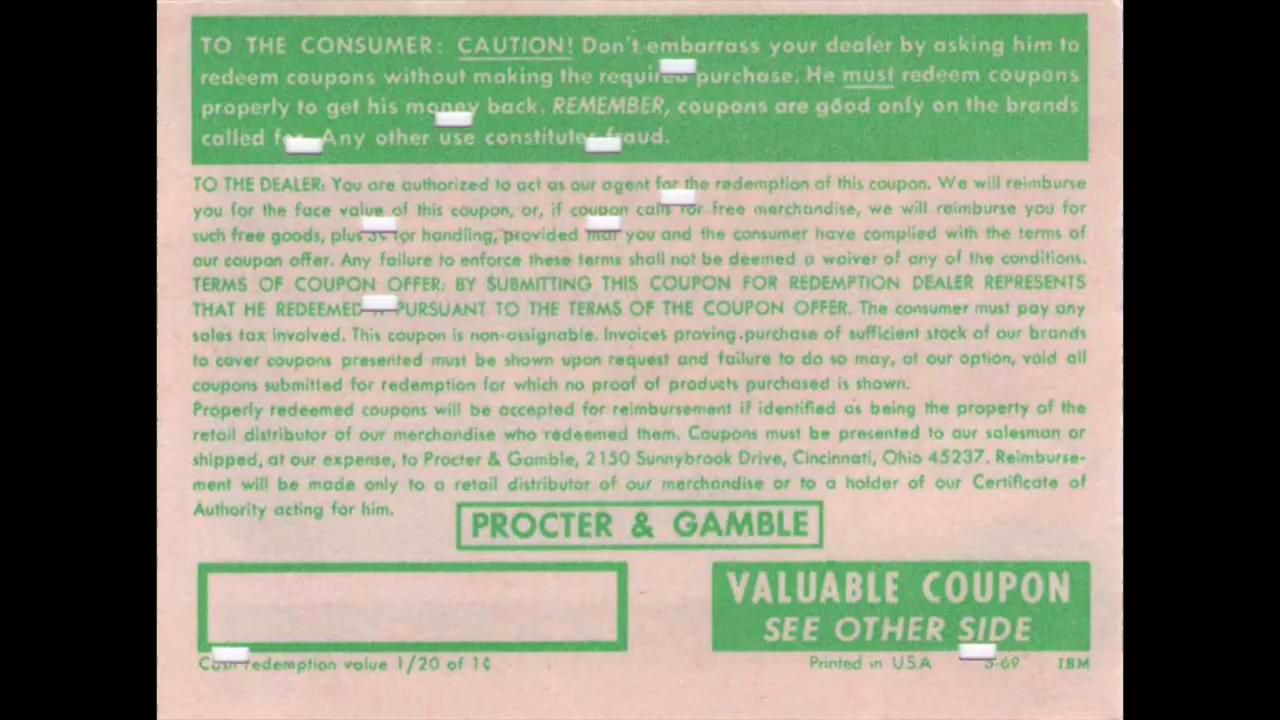 TO THE CONSUMER: CAUTION! Don't embarrass your dealer by asking him to
redeem coupons without making the required purchase. He must redeem coupons
properly to get his money back. REMEMBER, coupons are good only on the brands
called for. Any other use constitutes fraud.
TO THE DEALER: You are authorized to act as our agent for the redemption of this coupon. We will reimburse
you for the face value of this coupon, or, if coupon calls for free merchandise, we will reimburse you for
such free goods, plus 3¢ for handling, provided that you and the consumer have complied with the terms of
our coupon offer. Any failure to enforce these terms shall not be deemed a waiver of any of the conditions.
TERMS OF COUPON OFFER: BY SUBMITTING THIS COUPON FOR REDEMPTION DEALER REPRESENTS
THAT HE REDEEMED PURSUANT TO THE TERMS OF THE COUPON OFFER. The consumer must pay any
sales tax involved. This coupon is non-assignable. Invoices proving purchase of sufficient stock of our brands
to cover coupons presented must be shown upon request and failure to do so may, at our option, void all
coupons submitted for redemption for which no proof of products purchased is shown.
Properly redeemed coupons will be accepted for reimbursement if identified as being the property of the
retail distributor of our merchandise who redeemed them. Coupons must be presented to our salesman or
shipped, at our expense, to Procter & Gamble, 2150 Sunnybrook Drive, Cincinnati, Ohio 45237. Reimburse-
ment will be made only to a retail distributor of our merchandise or to a holder of our Certificate of
Authority acting for him.
PROCTER & GAMBLE
VALUABLE COUPON
SEE OTHER SIDE
Cash redemption value 1/20 of 1¢
Printed in U.S.A. IBM